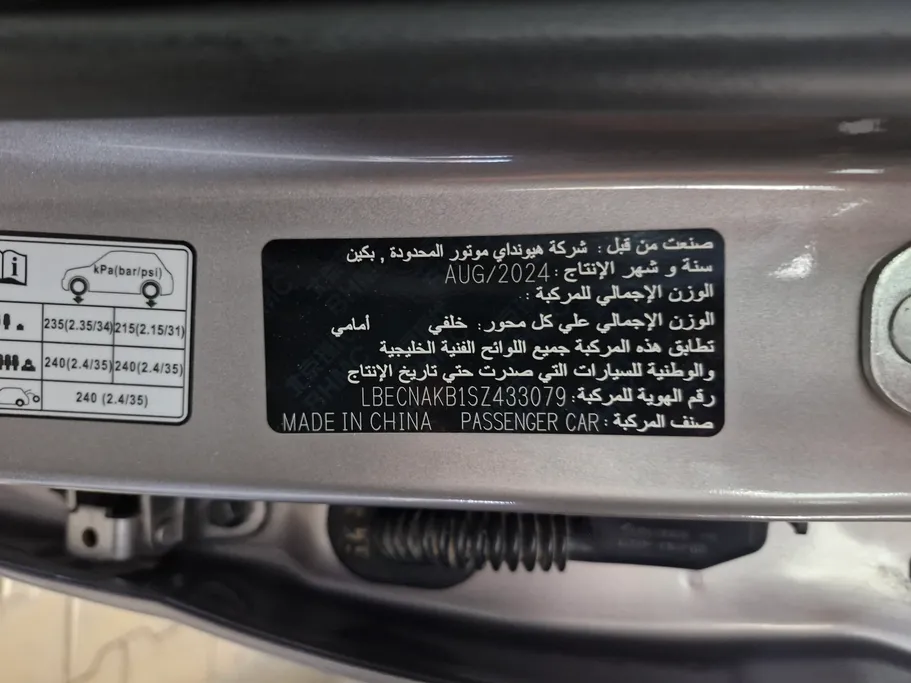 kPa(bar/psi)
235(2.35/34) 215(2.15/31)
240(2.4/35) 240(2.4/35)
240 (2.4/35)
صنعت من قبل: شركة هيونداي موتور المحدودة , بكين
سنة و شهر الإنتاج: AUG/2024
الوزن الإجمالي للمركبة:
الوزن الإجمالي علي كل محور: خلفي أمامي
تطابق هذه المركبة جميع اللوائح الفنية الخليجية
والوطنية للسيارات التي صدرت حتي تاريخ الإنتاج
رقم الهوية للمركبة: LBECNAKB1SZ433079
صنف المركبة: PASSENGER CAR MADE IN CHINA